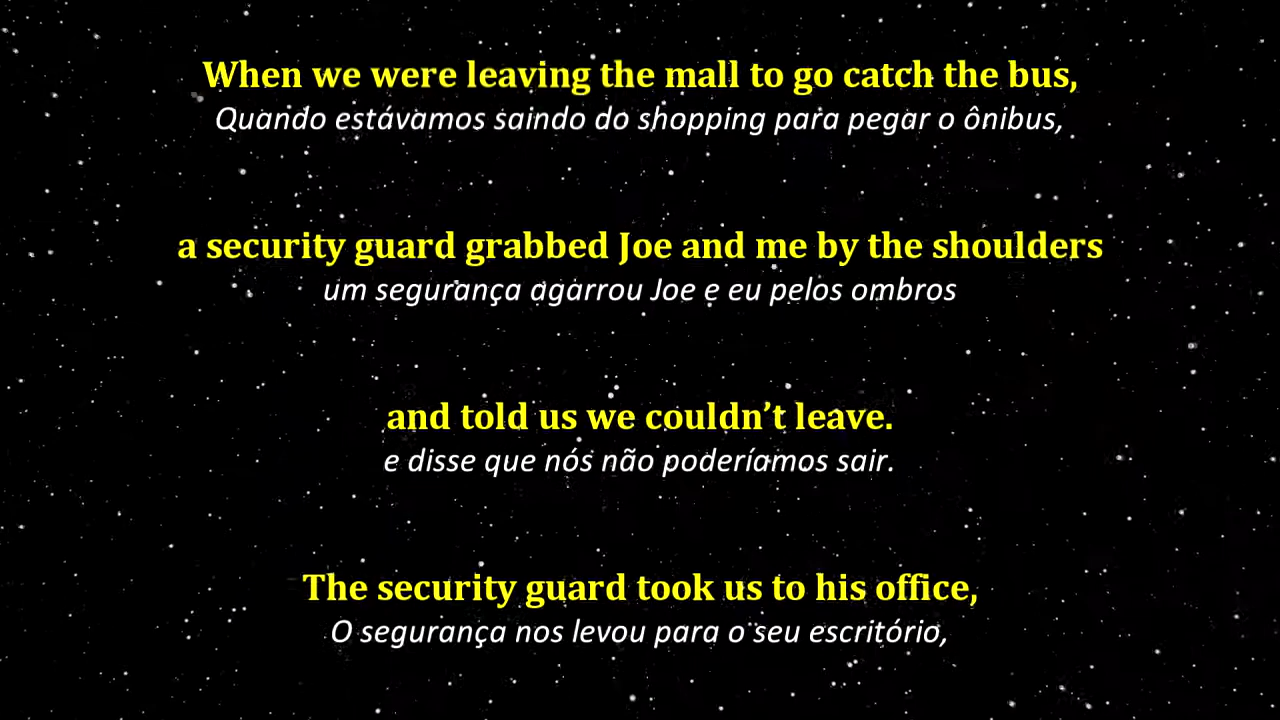 When we were leaving the mall to go catch the bus,
Quando estávamos saindo do shopping para pegar o ônibus,
a security guard grabbed Joe and me by the shoulders
um segurança agarrou Joe e eu pelos ombros
and told us we couldn’t leave.
e disse que nós não poderíamos sair.
The security guard took us to his office,
O segurança nos levou para o seu escritório,